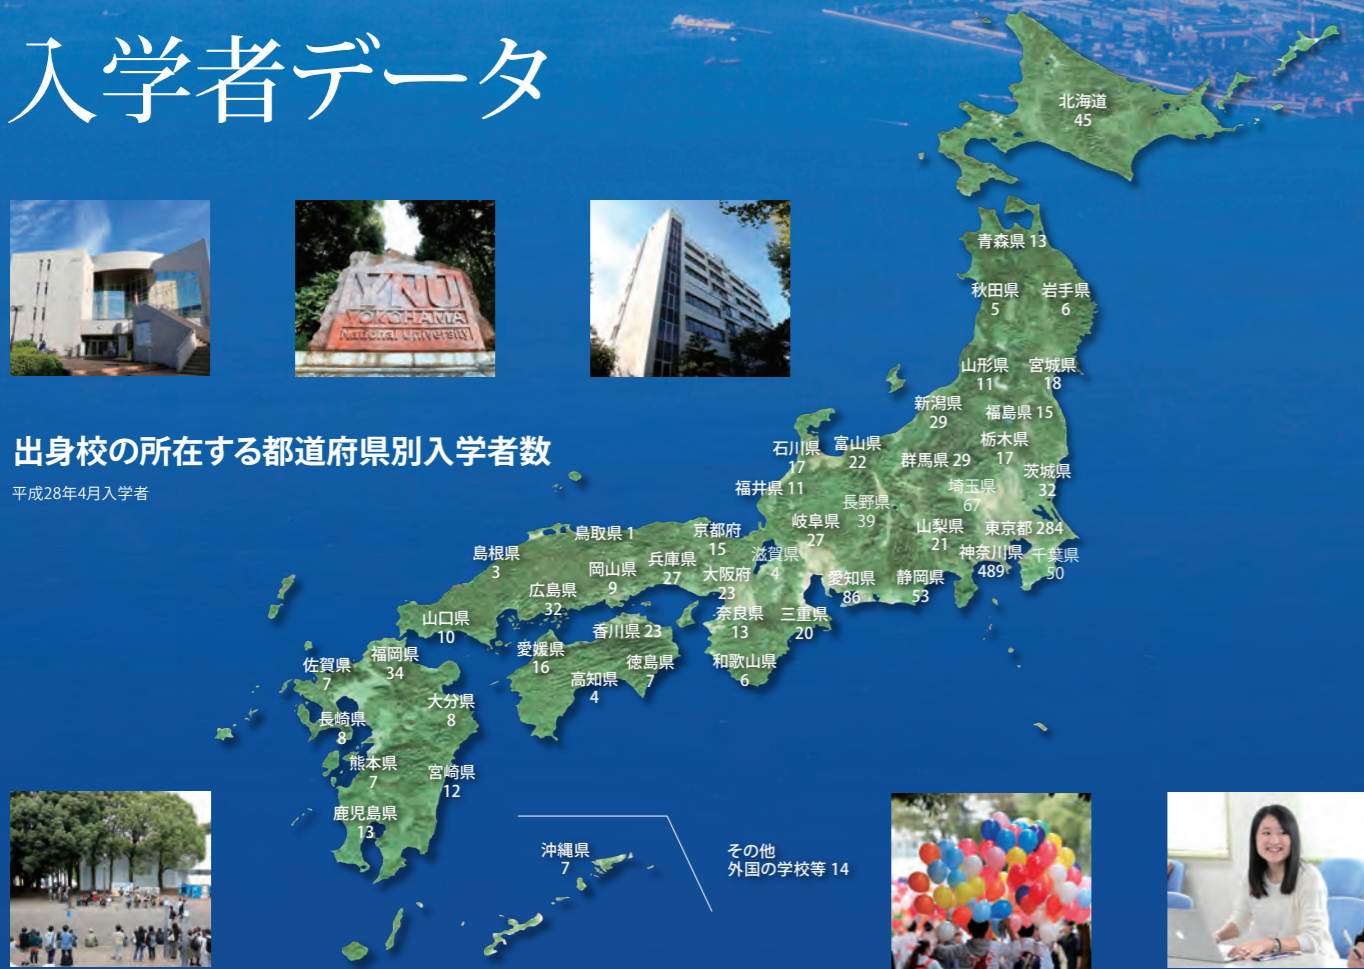 入学者データ
YNU
YOKOHAMA
National University
出身校の所在する都道府県別入学者数
平成28年4月入学者
北海道
45
青森県 13
秋田県
5
岩手県
6
山形県
11
宮城県
18
新潟県
29
福島県 15
石川県
17
富山県
22
群馬県 29
栃木県
17
茨城県
32
福井県 11
長野県
39
埼玉県
67
岐阜県
27
山梨県
21
東京都 284
神奈川県
489
千葉県
50
鳥取県 1
京都府
15
滋賀県
4
島根県
3
岡山県
9
兵庫県
27
大阪府
23
愛知県
86
静岡県
53
広島県
32
奈良県
13
三重県
20
山口県
10
香川県 23
愛媛県
16
徳島県
7
和歌山県
6
高知県
4
佐賀県
7
福岡県
34
大分県
8
長崎県
8
熊本県
7
宮崎県
12
鹿児島県
13
沖縄県
7
その他
外国の学校等 14